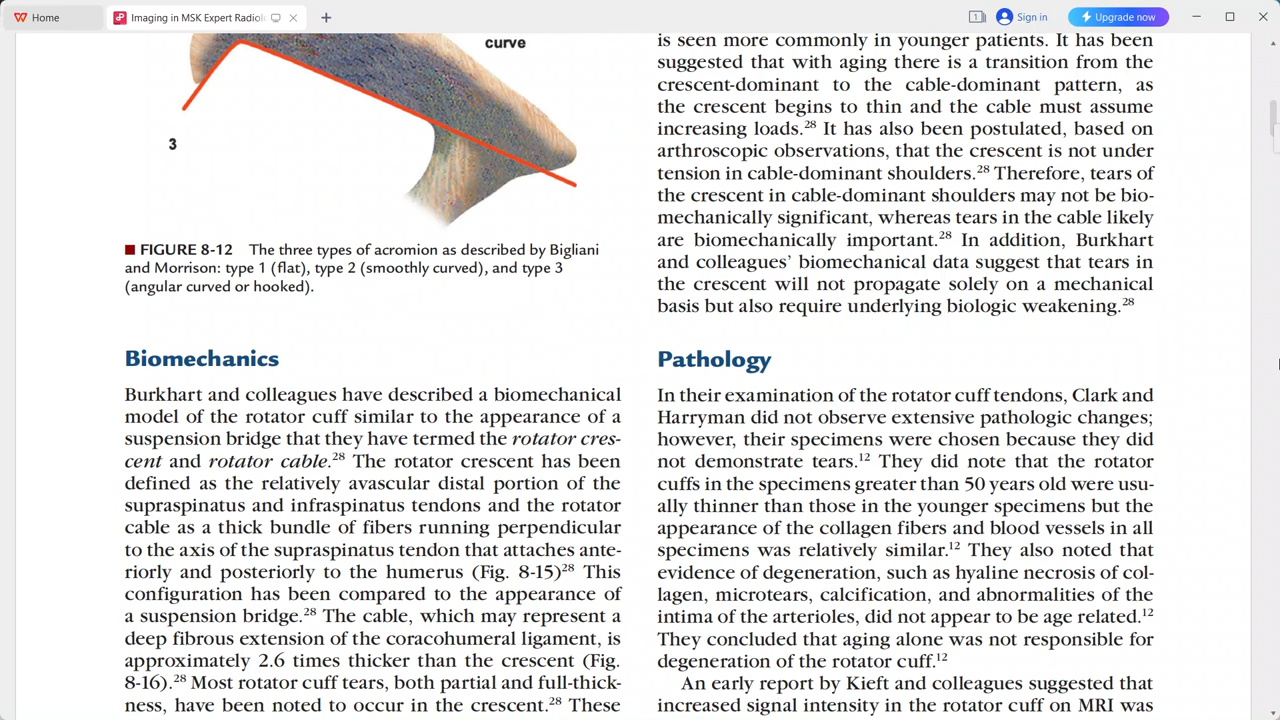 Home
Imaging in MSK Expert Radiol
Sign in
Upgrade now
curve
3
■ FIGURE 8-12 The three types of acromion as described by Bigliani
and Morrison: type 1 (flat), type 2 (smoothly curved), and type 3
(angular curved or hooked).
Biomechanics
Burkhart and colleagues have described a biomechanical
model of the rotator cuff similar to the appearance of a
suspension bridge that they have termed the rotator cres-
cent and rotator cable.28 The rotator crescent has been
defined as the relatively avascular distal portion of the
supraspinatus and infraspinatus tendons and the rotator
cable as a thick bundle of fibers running perpendicular
to the axis of the supraspinatus tendon that attaches ante-
riorly and posteriorly to the humerus (Fig. 8-15)28 This
configuration has been compared to the appearance of
a suspension bridge.28 The cable, which may represent a
deep fibrous extension of the coracohumeral ligament, is
approximately 2.6 times thicker than the crescent (Fig.
8-16).28 Most rotator cuff tears, both partial and full-thick-
ness, have been noted to occur in the crescent.28 These
is seen more commonly in younger patients. It has been
suggested that with aging there is a transition from the
crescent-dominant to the cable-dominant pattern, as
the crescent begins to thin and the cable must assume
increasing loads.28 It has also been postulated, based on
arthroscopic observations, that the crescent is not under
tension in cable-dominant shoulders.28 Therefore, tears of
the crescent in cable-dominant shoulders may not be bio-
mechanically significant, whereas tears in the cable likely
are biomechanically important.28 In addition, Burkhart
and colleagues' biomechanical data suggest that tears in
the crescent will not propagate solely on a mechanical
basis but also require underlying biologic weakening.28
Pathology
In their examination of the rotator cuff tendons, Clark and
Harryman did not observe extensive pathologic changes;
however, their specimens were chosen because they did
not demonstrate tears.12 They did note that the rotator
cuffs in the specimens greater than 50 years old were usu-
ally thinner than those in the younger specimens but the
appearance of the collagen fibers and blood vessels in all
specimens was relatively similar.12 They also noted that
evidence of degeneration, such as hyaline necrosis of col-
lagen, microtears, calcification, and abnormalities of the
intima of the arterioles, did not appear to be age related.12
They concluded that aging alone was not responsible for
degeneration of the rotator cuff.12
An early report by Kieft and colleagues suggested that
increased signal intensity in the rotator cuff on MRI was